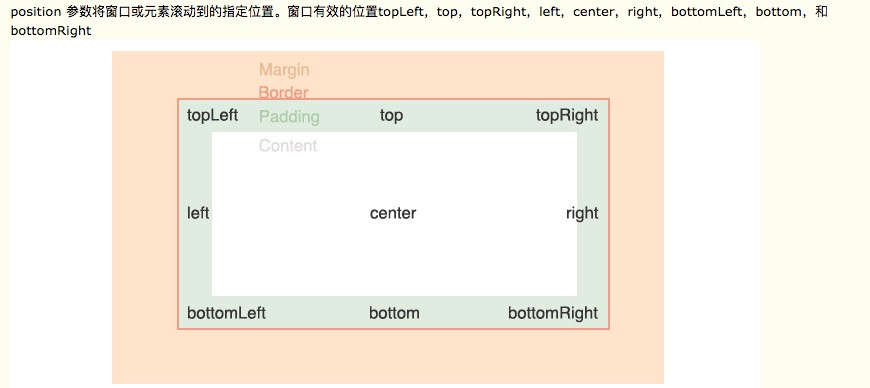 position 参数将窗口或元素滚动到的指定位置。窗口有效的位置topLeft，top，topRight，left，center，right，bottomLeft，bottom，和
bottomRight
Margin
Border
topLeft Padding top topRight
Content
left center right
bottomLeft bottom bottomRight